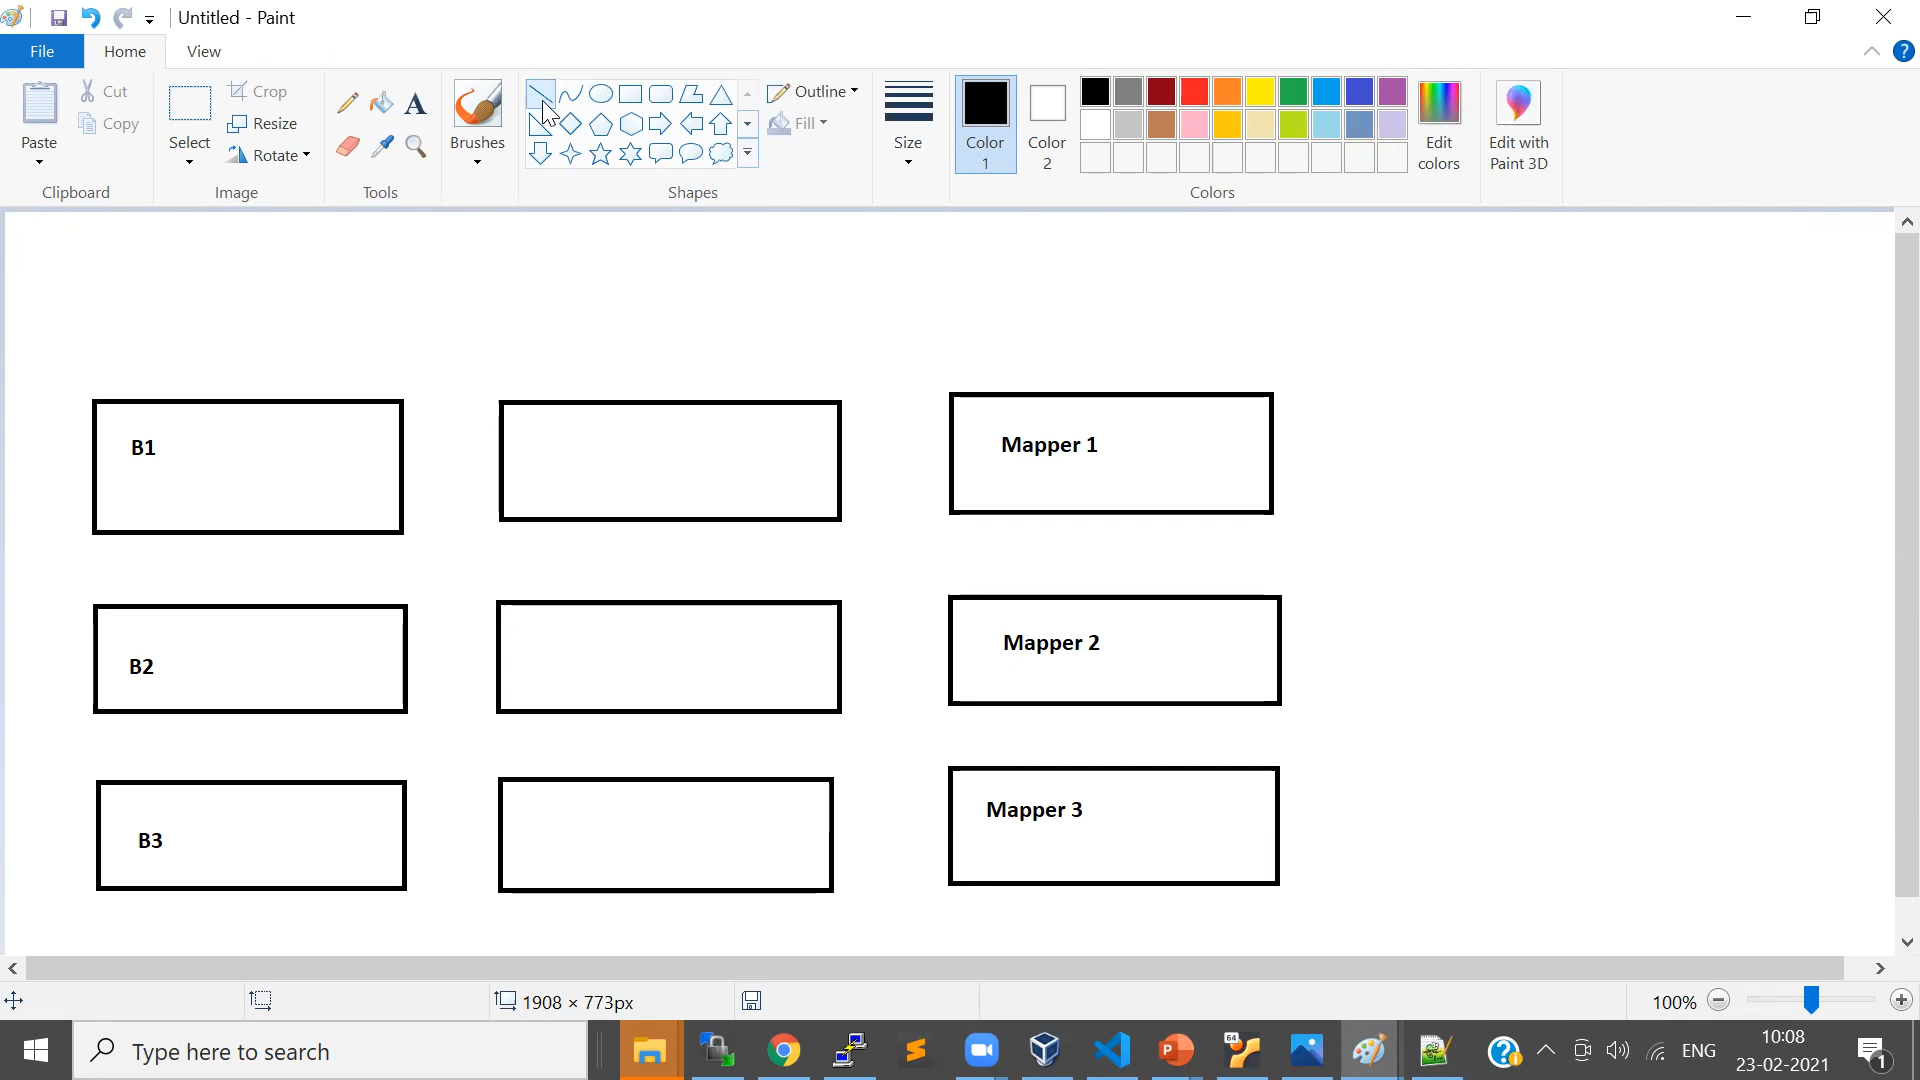 Untitled - Paint
File Home View
Paste
Cut
Copy
Clipboard
Select
Crop
Resize
Rotate
Image
A
Tools
Brushes
Shapes
Outline
Fill
Size
Color
1
Color
2
Colors
Edit
colors
Edit with
Paint 3D
?
B1
Mapper 1
B2
Mapper 2
B3
Mapper 3
1908 × 773px
100%
Type here to search
P
64
ENG
10:08
23-02-2021
1